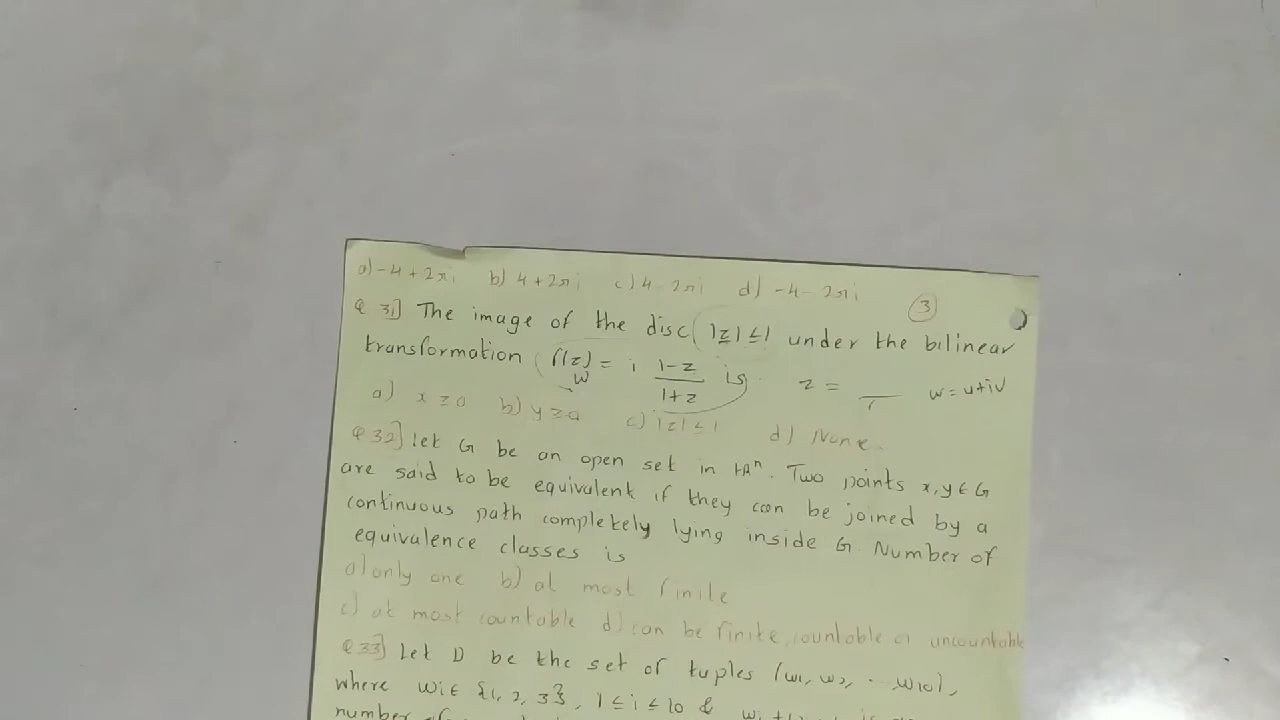 a) -4+2πi b) 4+2πi c) 4-2πi d) -4-2πi
③
Q 31] The image of the disc |z| ≤ 1 under the bilinear
transformation f(z) = i (1-z)/(1+z) is z = w = u+iv
w
a) x ≥ 0 b) y ≥ 0 c) |z| ≤ 1 d) None.
Q 32] Let G be an open set in Rⁿ. Two points x, y ∈ G
are said to be equivalent if they can be joined by a
continuous path completely lying inside G. Number of
equivalence classes is
a) only one b) at most finite
c) at most countable d) can be finite, countable or uncountable
Q 33] Let D be the set of tuples (w₁, w₂, .. w₁₀),
where wi ∈ {1, 2, 3}, 1 ≤ i ≤ 10 &
number